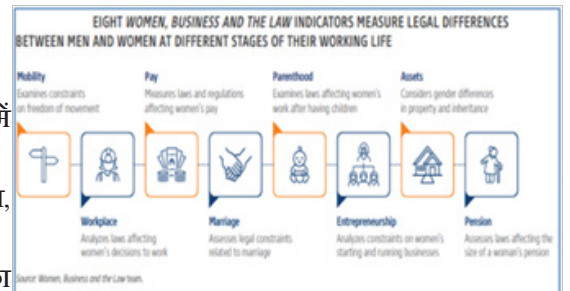 EIGHT WOMEN, BUSINESS AND THE LAW INDICATORS MEASURE LEGAL DIFFERENCES
BETWEEN MEN AND WOMEN AT DIFFERENT STAGES OF THEIR WORKING LIFE
Mobility
Examines constraints
on freedom of movement
Pay
Measures laws and regulations
affecting women's pay
Parenthood
Examines laws affecting women's
work after having children
Assets
Considers gender differences
in property and inheritance
Workplace
Analyzes laws affecting
women's decisions to work
Marriage
Assesses legal constraints
related to marriage
Entrepreneurship
Analyzes constraints on women's
starting and running businesses
Pension
Assesses laws affecting the
size of a woman's pension
Source: Women, Business and the Law team.